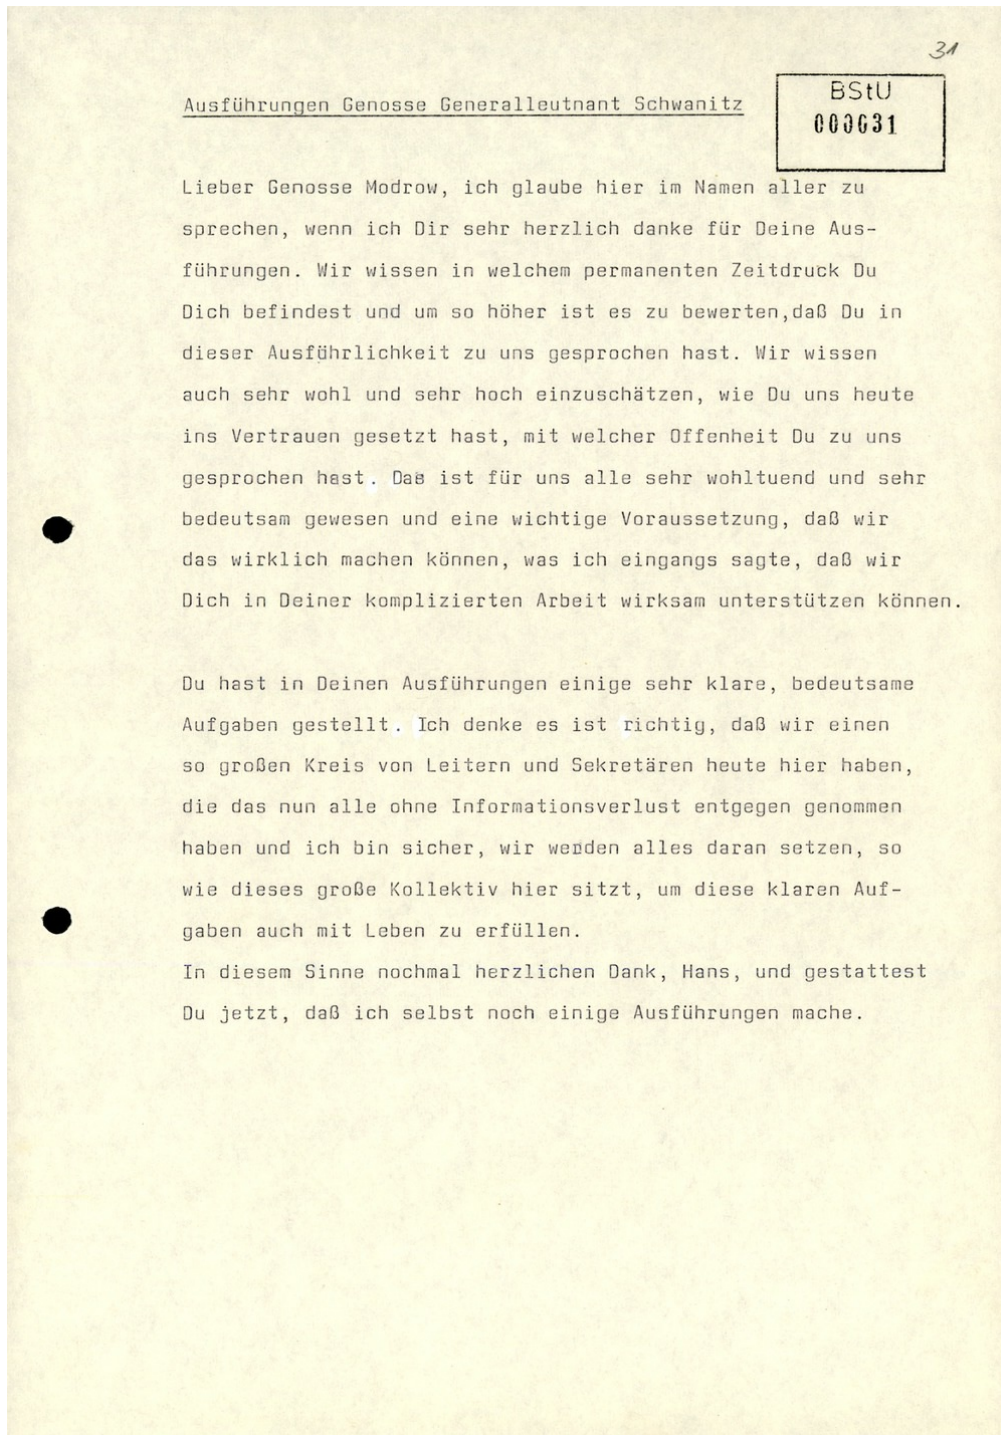 31
BStU
000031
Ausführungen Genosse Generalleutnant Schwanitz
Lieber Genosse Modrow, ich glaube hier im Namen aller zu
sprechen, wenn ich Dir sehr herzlich danke für Deine Aus-
führungen. Wir wissen in welchem permanenten Zeitdruck Du
Dich befindest und um so höher ist es zu bewerten,daß Du in
dieser Ausführlichkeit zu uns gesprochen hast. Wir wissen
auch sehr wohl und sehr hoch einzuschätzen, wie Du uns heute
ins Vertrauen gesetzt hast, mit welcher Offenheit Du zu uns
gesprochen hast. Das ist für uns alle sehr wohltuend und sehr
bedeutsam gewesen und eine wichtige Voraussetzung, daß wir
das wirklich machen können, was ich eingangs sagte, daß wir
Dich in Deiner komplizierten Arbeit wirksam unterstützen können.
Du hast in Deinen Ausführungen einige sehr klare, bedeutsame
Aufgaben gestellt. Ich denke es ist richtig, daß wir einen
so großen Kreis von Leitern und Sekretären heute hier haben,
die das nun alle ohne Informationsverlust entgegen genommen
haben und ich bin sicher, wir werden alles daran setzen, so
wie dieses große Kollektiv hier sitzt, um diese klaren Auf-
gaben auch mit Leben zu erfüllen.
In diesem Sinne nochmal herzlichen Dank, Hans, und gestattest
Du jetzt, daß ich selbst noch einige Ausführungen mache.